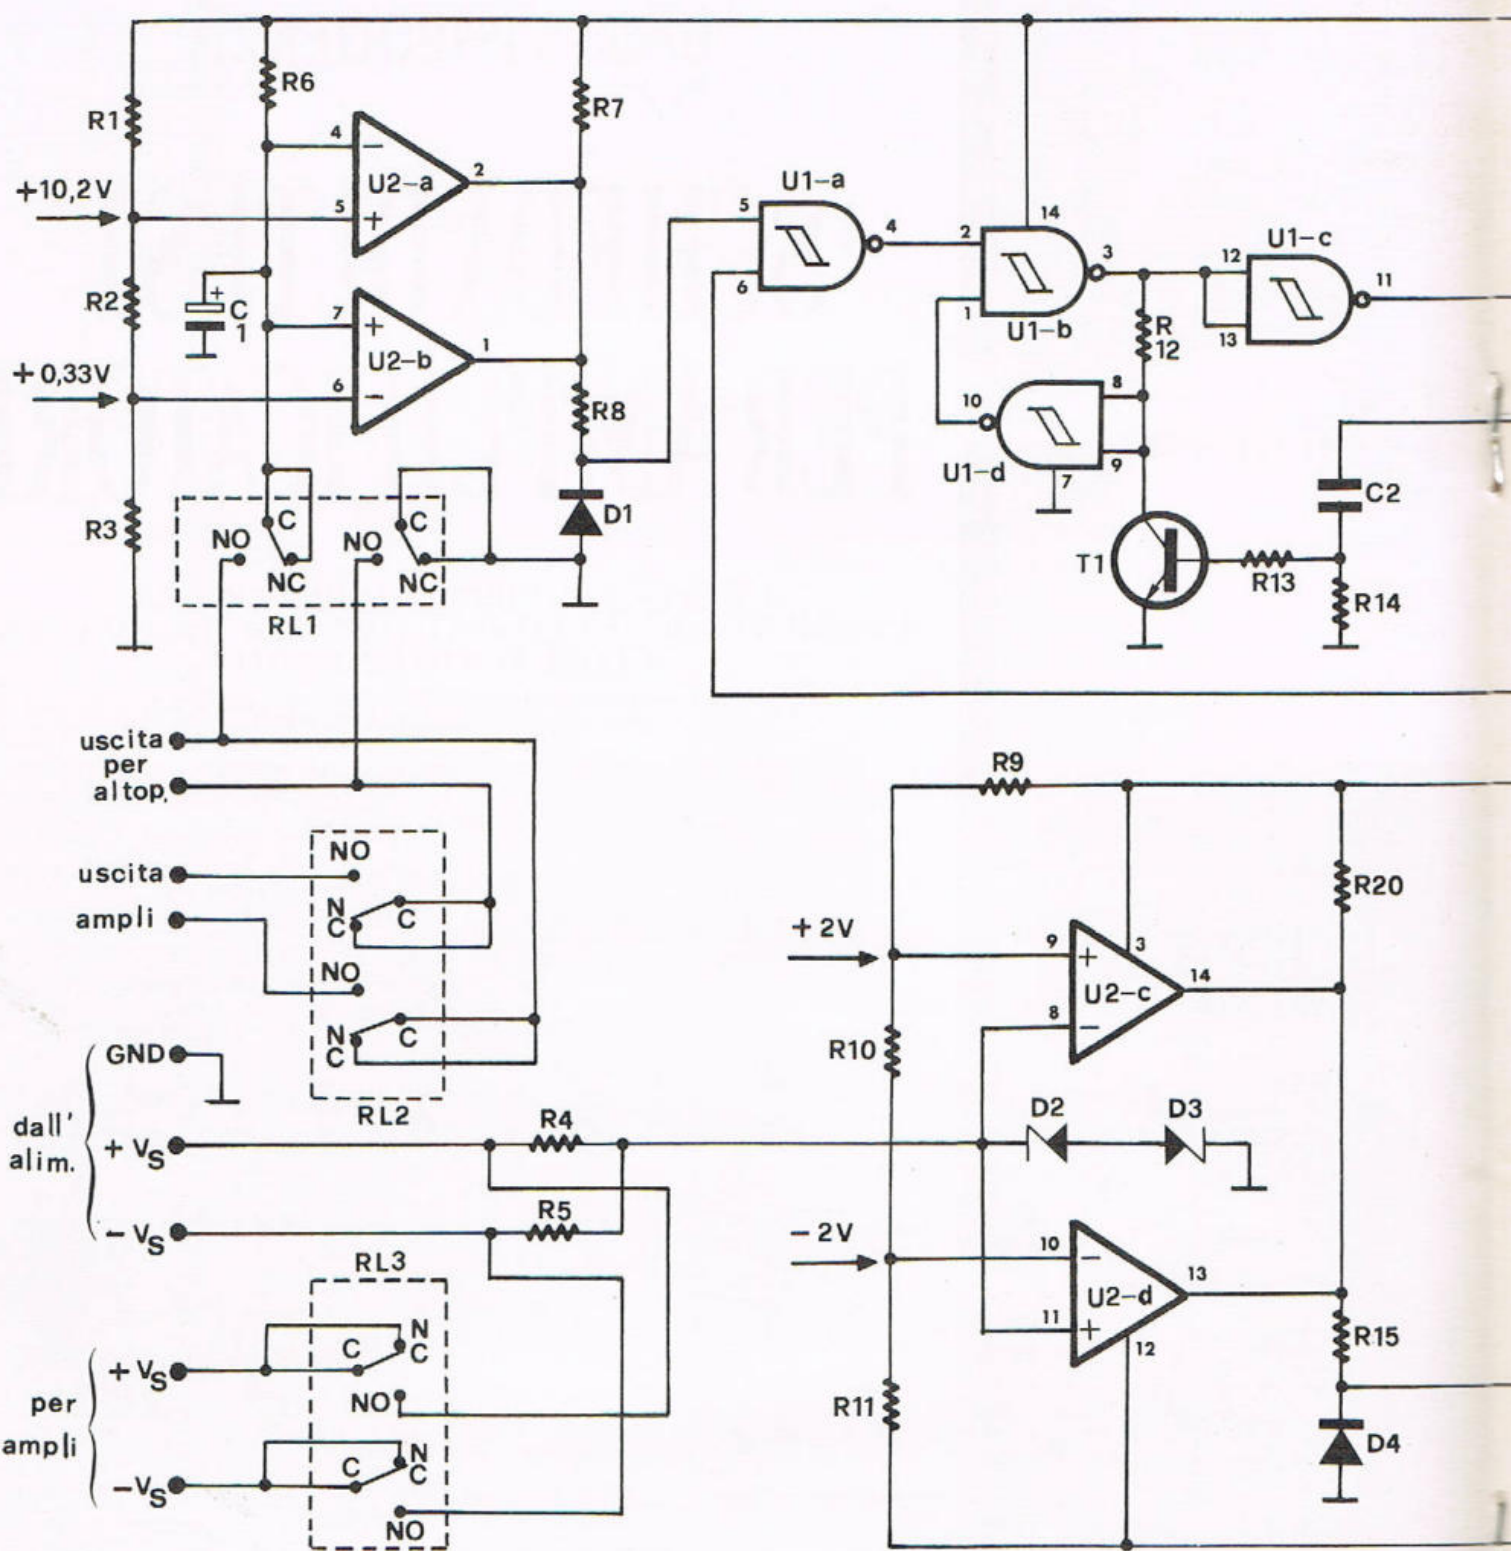 R1
R6
R7
4
−
U2-a
2
5
+
+10,2V
R2
+
C
1
7
+
U2-b
1
6
−
+0,33V
R8
R3
NO
C
NC
NO
C
NC
D1
RL1
U1-a
5
6
4
14
2
1
3
U1-b
U1-c
12
13
11
R
12
10
8
9
7
U1-d
T1
R13
C2
R14
uscita
per
altop.
uscita
ampli
NO
N
C
C
NO
N
C
C
RL2
GND
dall'
alim.
+ VS
− VS
R4
R5
RL3
per
ampli
+ VS
− VS
C
N
C
NO
C
N
C
NO
R9
+2V
9
+
3
U2-c
14
8
−
R20
R10
D2
D3
−2V
10
−
U2-d
13
11
+
12
R11
R15
D4